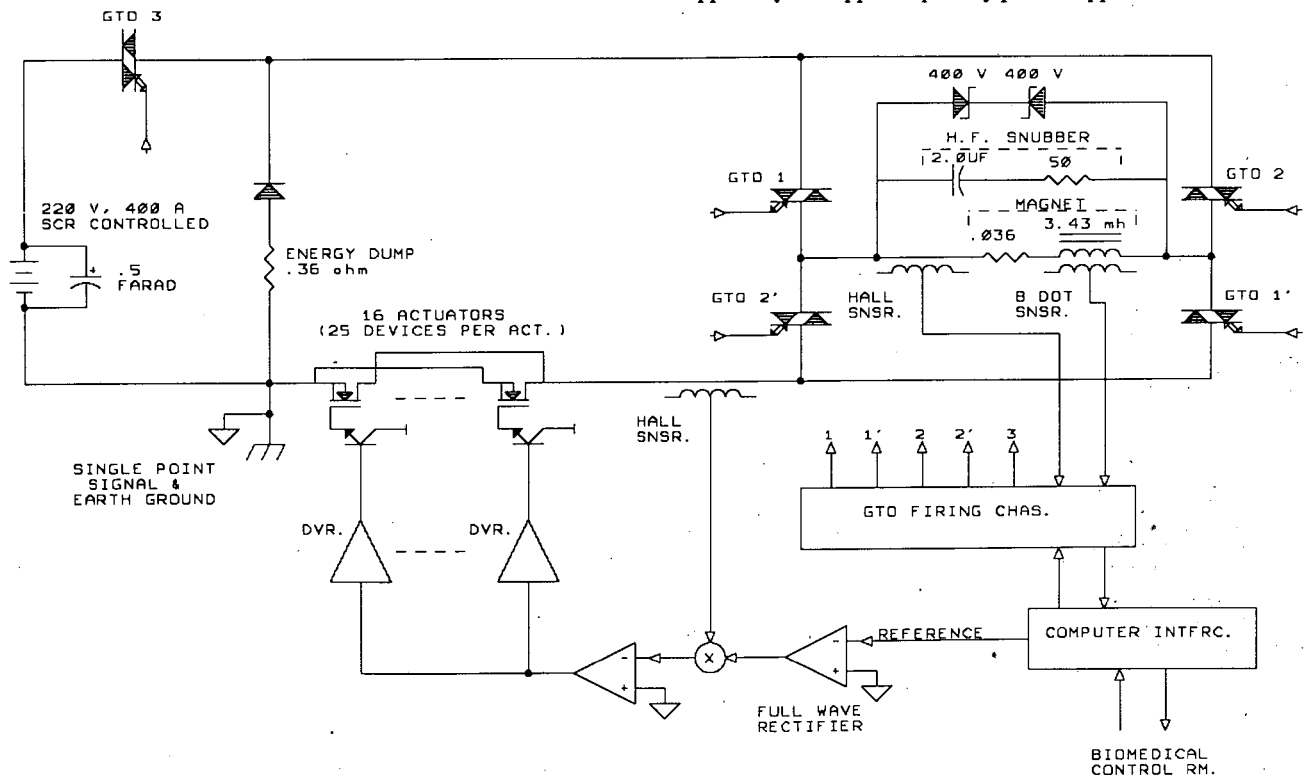 GTO 3
400 V 400 V
H.F. SNUBBER
2.0UF 50
GTO 1
GTO 2
MAGNET
.036 3.43 mh
220 V, 400 A
SCR CONTROLLED
.5
FARAD
ENERGY DUMP
.36 ohm
GTO 2'
HALL
SNSR.
B DOT
SNSR.
GTO 1'
16 ACTUATORS
(25 DEVICES PER ACT.)
HALL
SNSR.
1 1' 2 2' 3
SINGLE POINT
SIGNAL &
EARTH GROUND
GTO FIRING CHAS.
DVR. DVR.
REFERENCE
COMPUTER INTFRC.
X
- + - +
FULL WAVE
RECTIFIER
BIOMEDICAL
CONTROL RM.